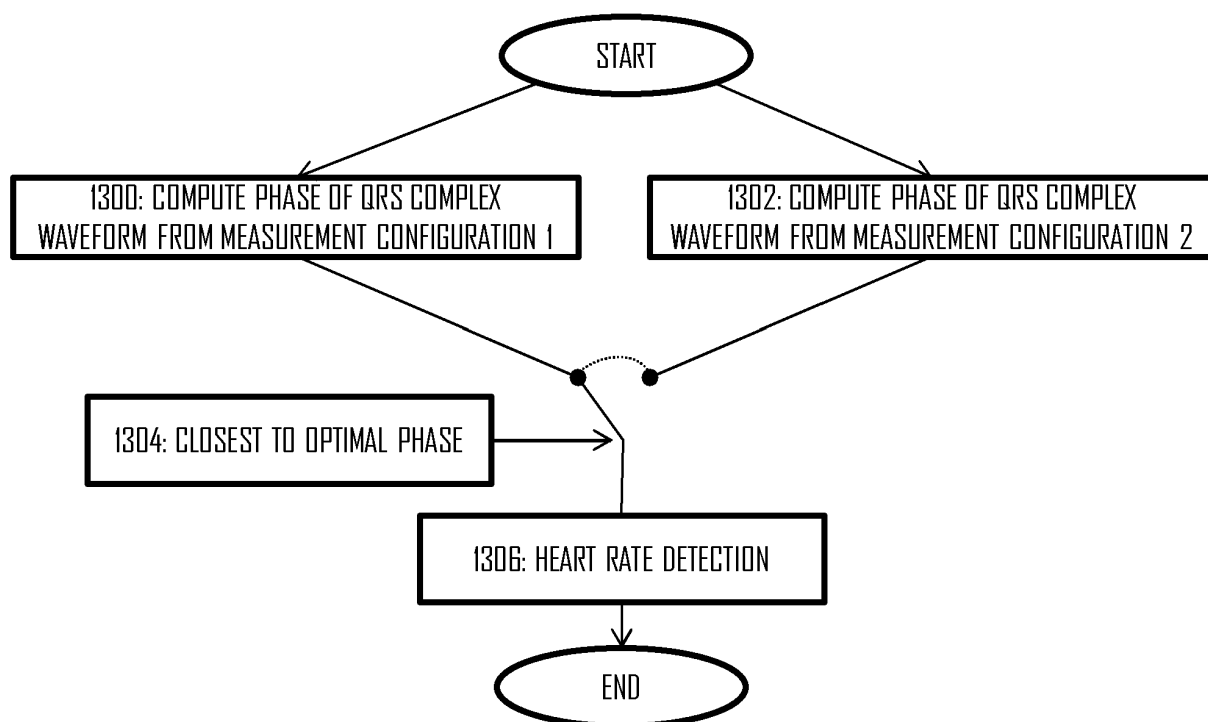 START
1300: COMPUTE PHASE OF QRS COMPLEX
WAVEFORM FROM MEASUREMENT CONFIGURATION 1
1302: COMPUTE PHASE OF QRS COMPLEX
WAVEFORM FROM MEASUREMENT CONFIGURATION 2
1304: CLOSEST TO OPTIMAL PHASE
1306: HEART RATE DETECTION
END